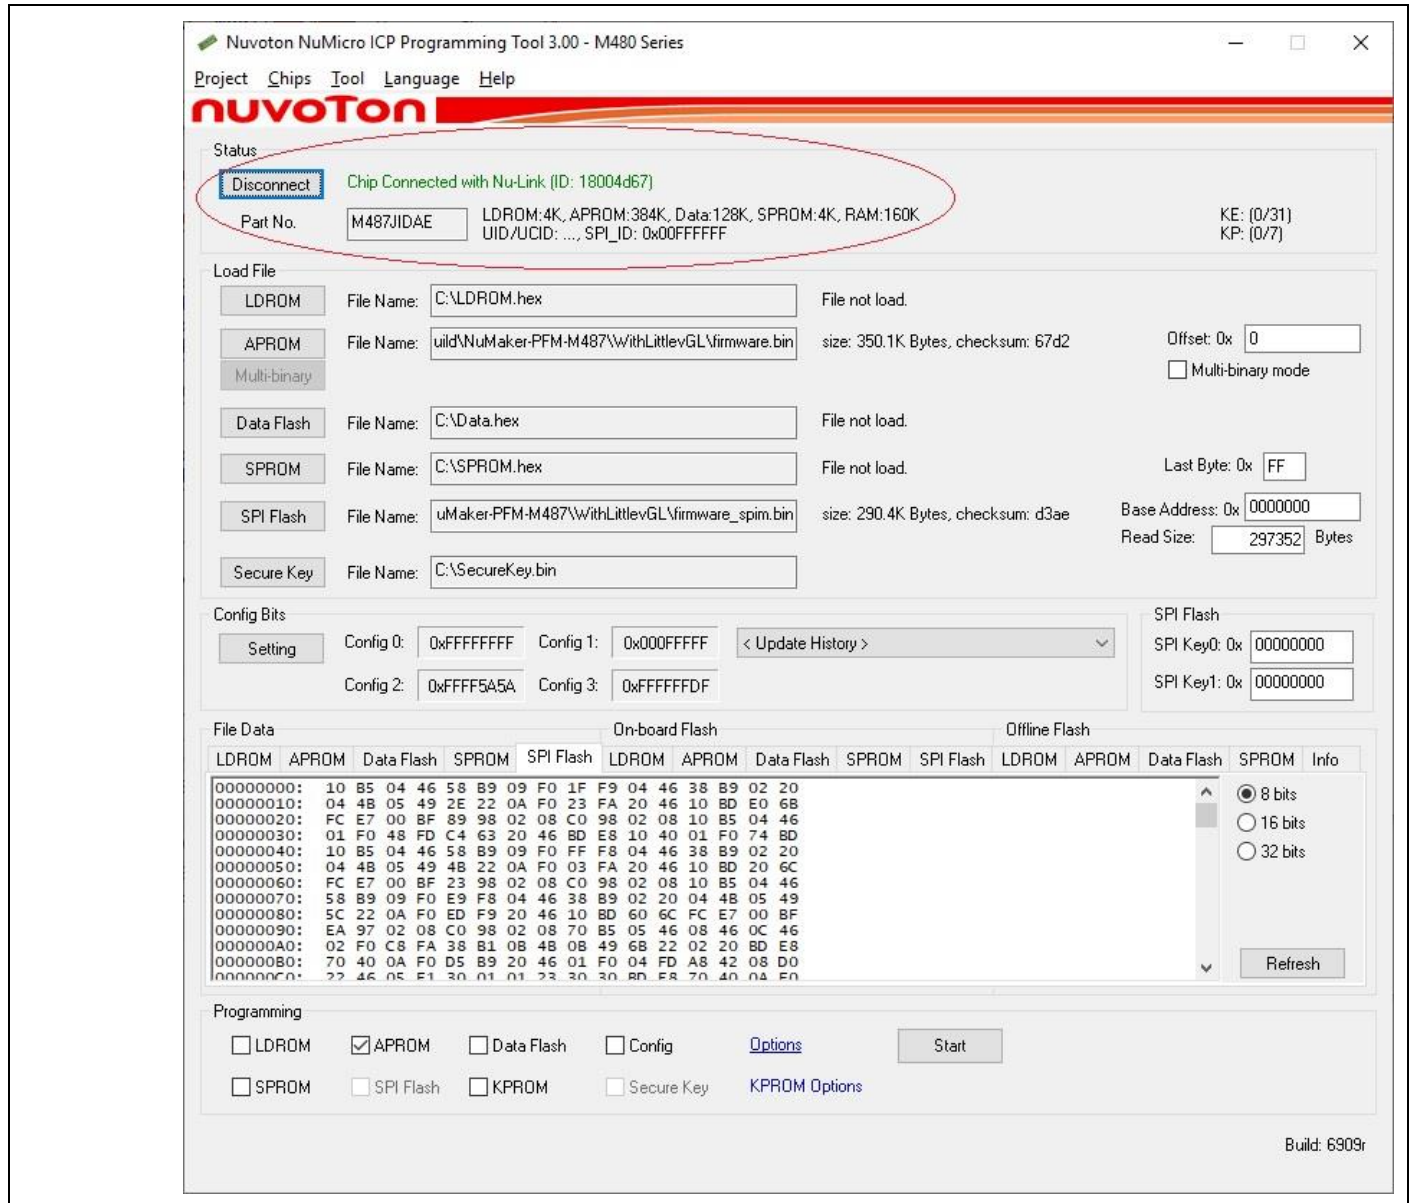 Nuvoton NuMicro ICP Programming Tool 3.00 - M480 Series
Project Chips Tool Language Help
nuvoTon
Status
Disconnect Chip Connected with Nu-Link (ID: 18004d67)
Part No. M487JIDAE LDROM:4K, APROM:384K, Data:128K, SPROM:4K, RAM:160K KE: (0/31)
UID/UCID: ..., SPI_ID: 0x00FFFFFF KP: (0/7)
Load File
LDROM File Name: C:\LDROM.hex File not load.
APROM File Name: uild\NuMaker-PFM-M487\WithLittlevGL\firmware.bin size: 350.1K Bytes, checksum: 67d2 Offset: 0x 0
Multi-binary Multi-binary mode
Data Flash File Name: C:\Data.hex File not load.
SPROM File Name: C:\SPROM.hex File not load. Last Byte: 0x FF
SPI Flash File Name: uMaker-PFM-M487\WithLittlevGL\firmware_spim.bin size: 290.4K Bytes, checksum: d3ae Base Address: 0x 0000000
Read Size: 297352 Bytes
Secure Key File Name: C:\SecureKey.bin
Config Bits SPI Flash
Setting Config 0: 0xFFFFFFFF Config 1: 0x000FFFFF < Update History > SPI Key0: 0x 00000000
Config 2: 0xFFFF5A5A Config 3: 0xFFFFFFDF SPI Key1: 0x 00000000
File Data On-board Flash Offline Flash
LDROM APROM Data Flash SPROM SPI Flash LDROM APROM Data Flash SPROM SPI Flash LDROM APROM Data Flash SPROM Info
00000000: 10 B5 04 46 58 B9 09 F0 1F F9 04 46 38 B9 02 20 8 bits
00000010: 04 4B 05 49 2E 22 0A F0 23 FA 20 46 10 BD E0 6B
00000020: FC E7 00 BF 89 98 02 08 C0 98 02 08 10 B5 04 46 16 bits
00000030: 01 F0 48 FD C4 63 20 46 BD E8 10 40 01 F0 74 BD
00000040: 10 B5 04 46 58 B9 09 F0 FF F8 04 46 38 B9 02 20 32 bits
00000050: 04 4B 05 49 4B 22 0A F0 03 FA 20 46 10 BD 20 6C
00000060: FC E7 00 BF 23 98 02 08 C0 98 02 08 10 B5 04 46
00000070: 58 B9 09 F0 E9 F8 04 46 38 B9 02 20 04 4B 05 49
00000080: 5C 22 0A F0 ED F9 20 46 10 BD 60 6C FC E7 00 BF
00000090: EA 97 02 08 C0 98 02 08 70 B5 05 46 08 46 0C 46
000000A0: 02 F0 C8 FA 38 B1 0B 4B 0B 49 6B 22 02 20 BD E8
000000B0: 70 40 0A F0 D5 B9 20 46 01 F0 04 FD A8 42 08 D0 Refresh
000000C0: 22 46 05 F1 30 01 01 23 30 30 BD E8 70 40 0A F0
Programming
LDROM APROM Data Flash Config Options Start
SPROM SPI Flash KPROM Secure Key KPROM Options
Build: 6909r